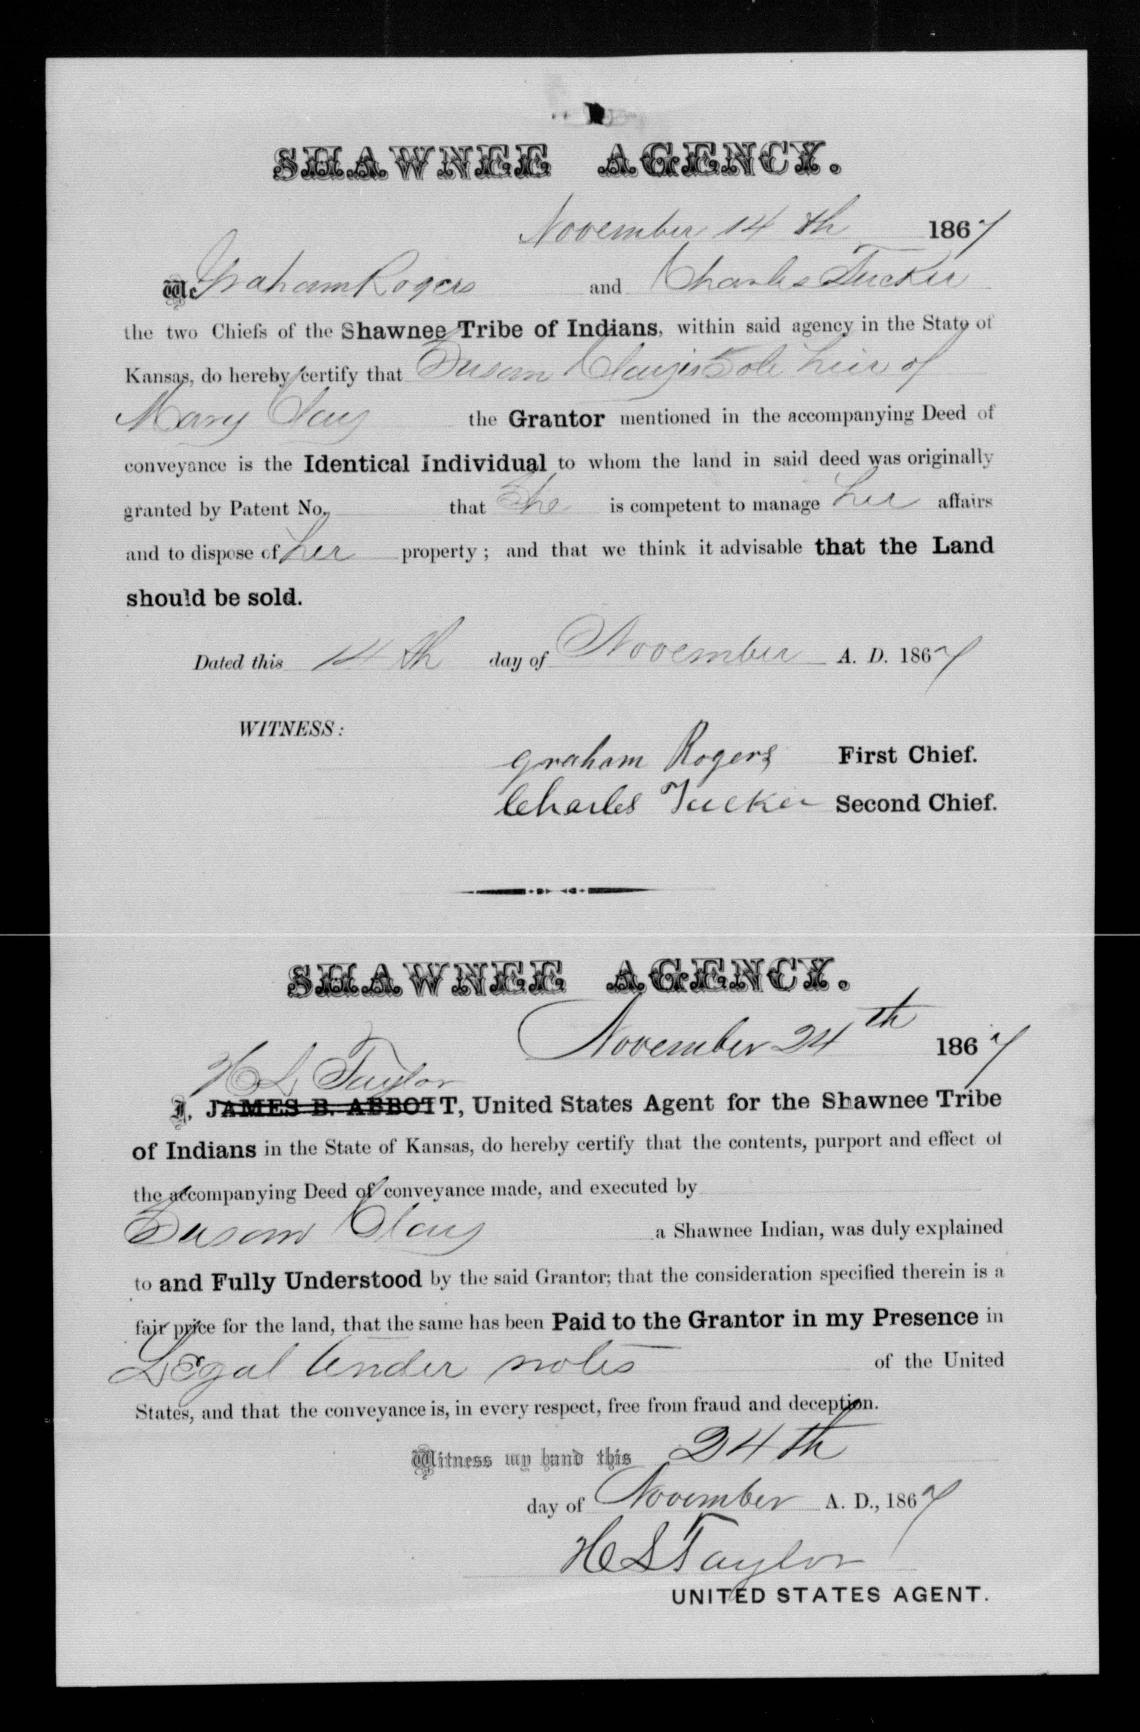 SHAWNEE AGENCY.
November 14th 1867
We Graham Rogers and Charles Tucker
the two Chiefs of the Shawnee Tribe of Indians, within said agency in the State of
Kansas, do hereby certify that Susan Clay is Sole heir of
Mary Clay the Grantor mentioned in the accompanying Deed of
conveyance is the Identical Individual to whom the land in said deed was originally
granted by Patent No. that She is competent to manage her affairs
and to dispose of her property; and that we think it advisable that the Land
should be sold.
Dated this 14th day of November A. D. 1867
WITNESS:
Graham Rogers First Chief.
Charles Tucker Second Chief.
SHAWNEE AGENCY.
November 24th 1867
H L Taylor
I, JAMES B. ABBOTT, United States Agent for the Shawnee Tribe
of Indians in the State of Kansas, do hereby certify that the contents, purport and effect of
the accompanying Deed of conveyance made, and executed by
Susan Clay a Shawnee Indian, was duly explained
to and Fully Understood by the said Grantor; that the consideration specified therein is a
fair price for the land, that the same has been Paid to the Grantor in my Presence in
Legal tender notes of the United
States, and that the conveyance is, in every respect, free from fraud and deception.
Witness my hand this 24th
day of November A. D., 1867
H L Taylor
UNITED STATES AGENT.